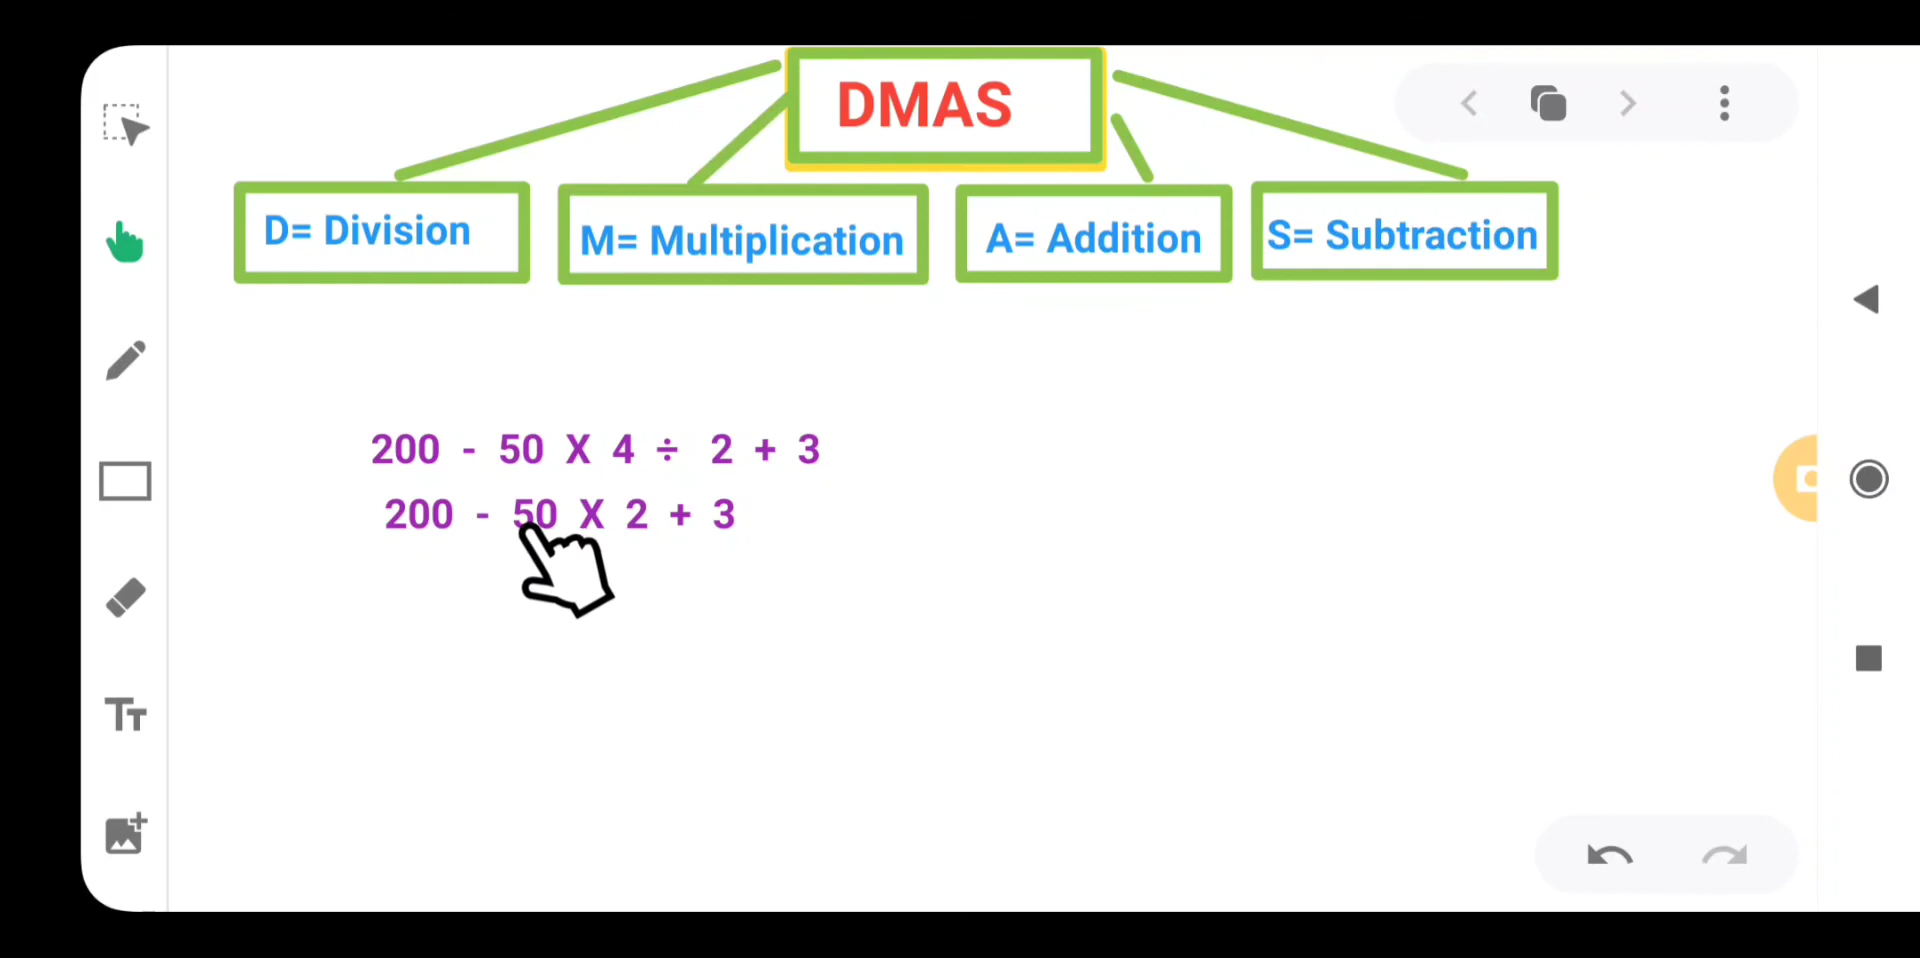 DMAS
D= Division
M= Multiplication
A= Addition
S= Subtraction
200 - 50 X 4 ÷ 2 + 3
200 - 50 X 2 + 3